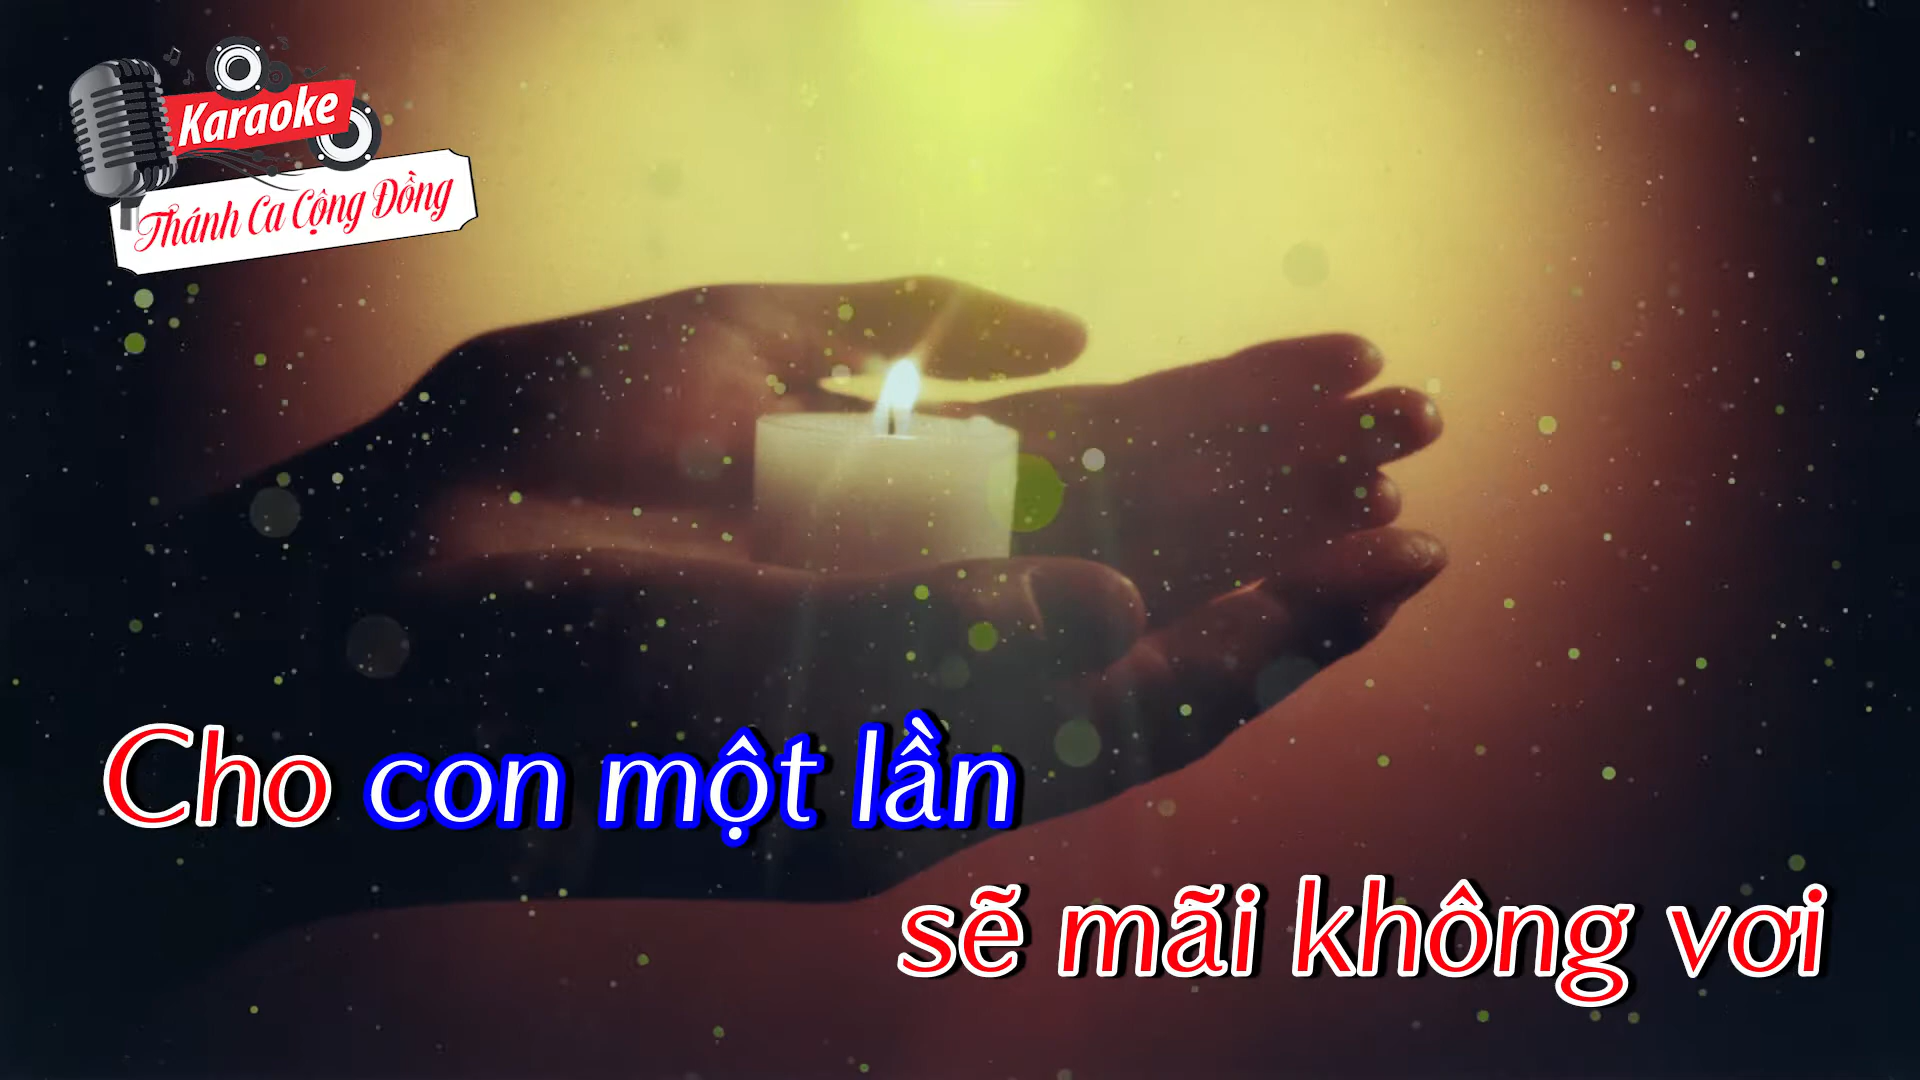 Karaoke
Thánh Ca Cộng Đồng
Cho con một lần
sẽ mãi không vơi